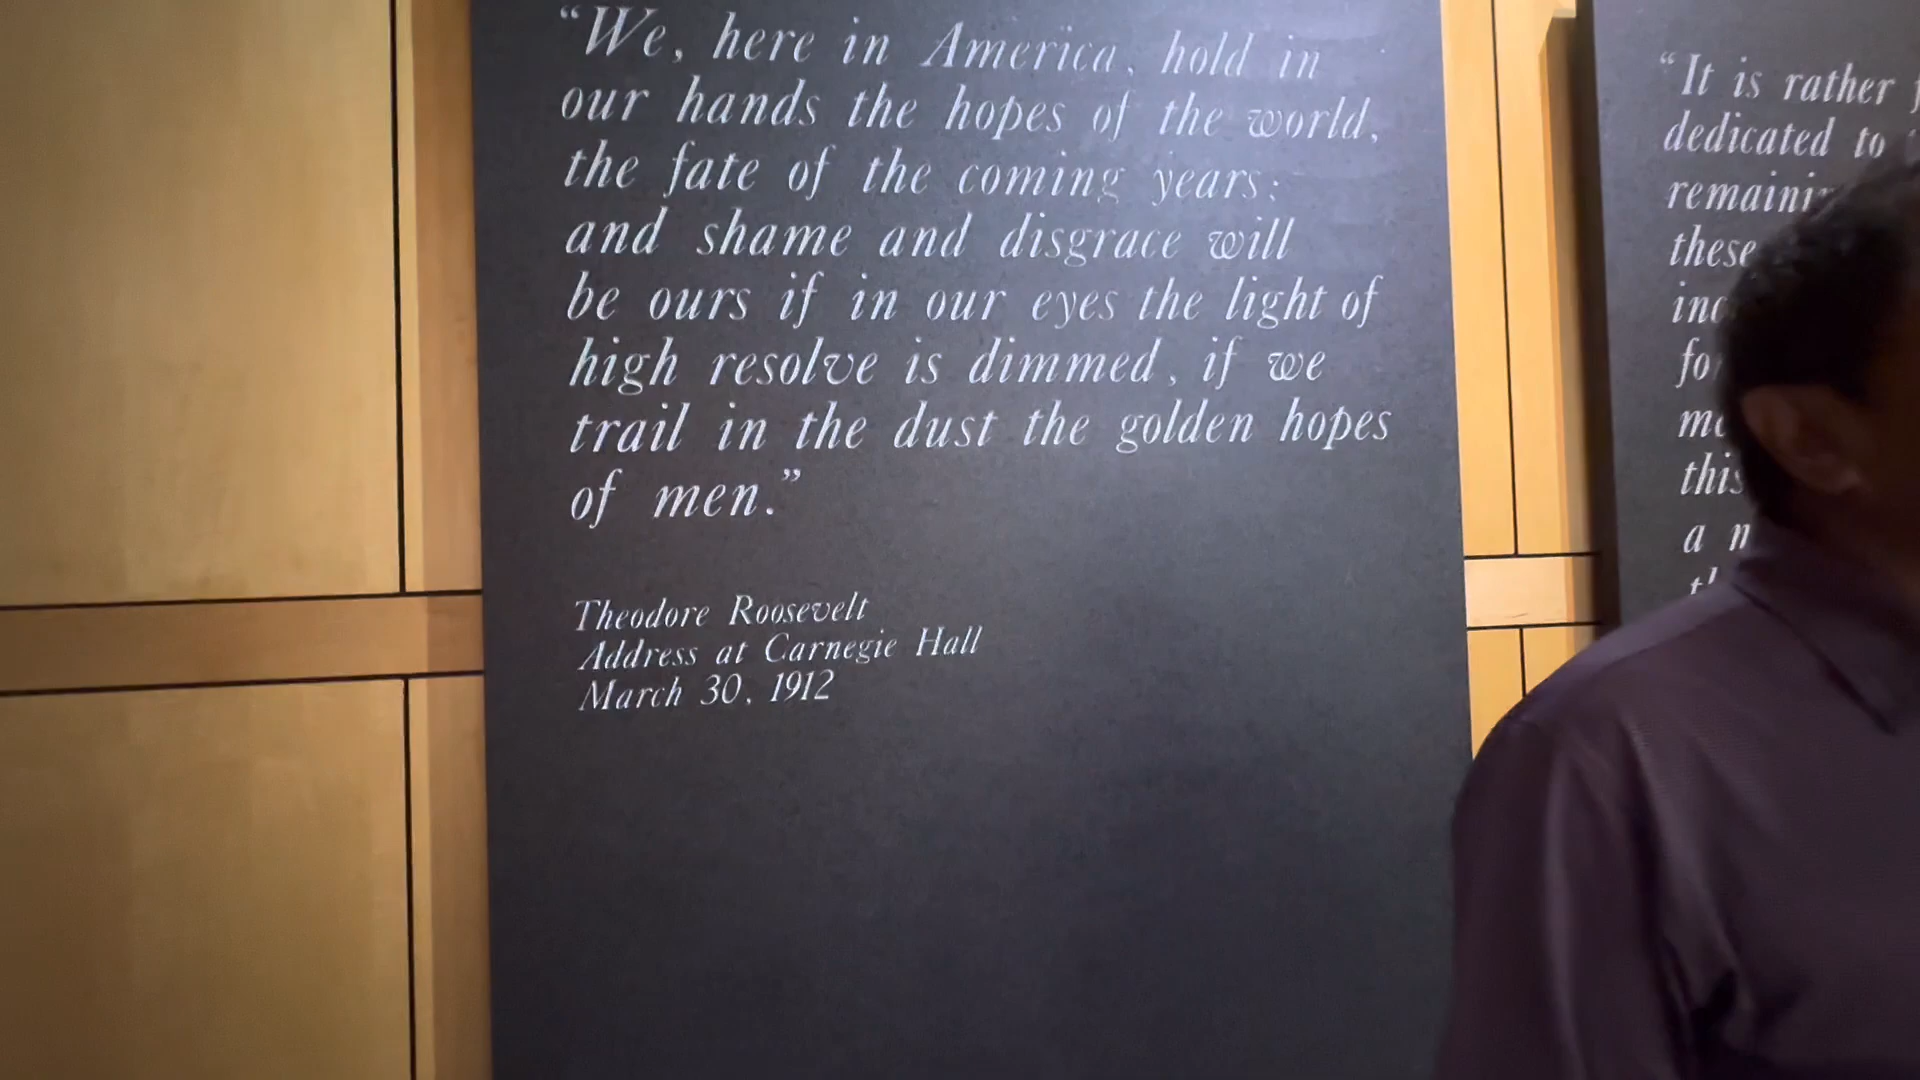 “We, here in America, hold in
our hands the hopes of the world,
the fate of the coming years;
and shame and disgrace will
be ours if in our eyes the light of
high resolve is dimmed, if we
trail in the dust the golden hopes
of men.”
Theodore Roosevelt
Address at Carnegie Hall
March 30, 1912
“It is rather
dedicated to
these
this
a